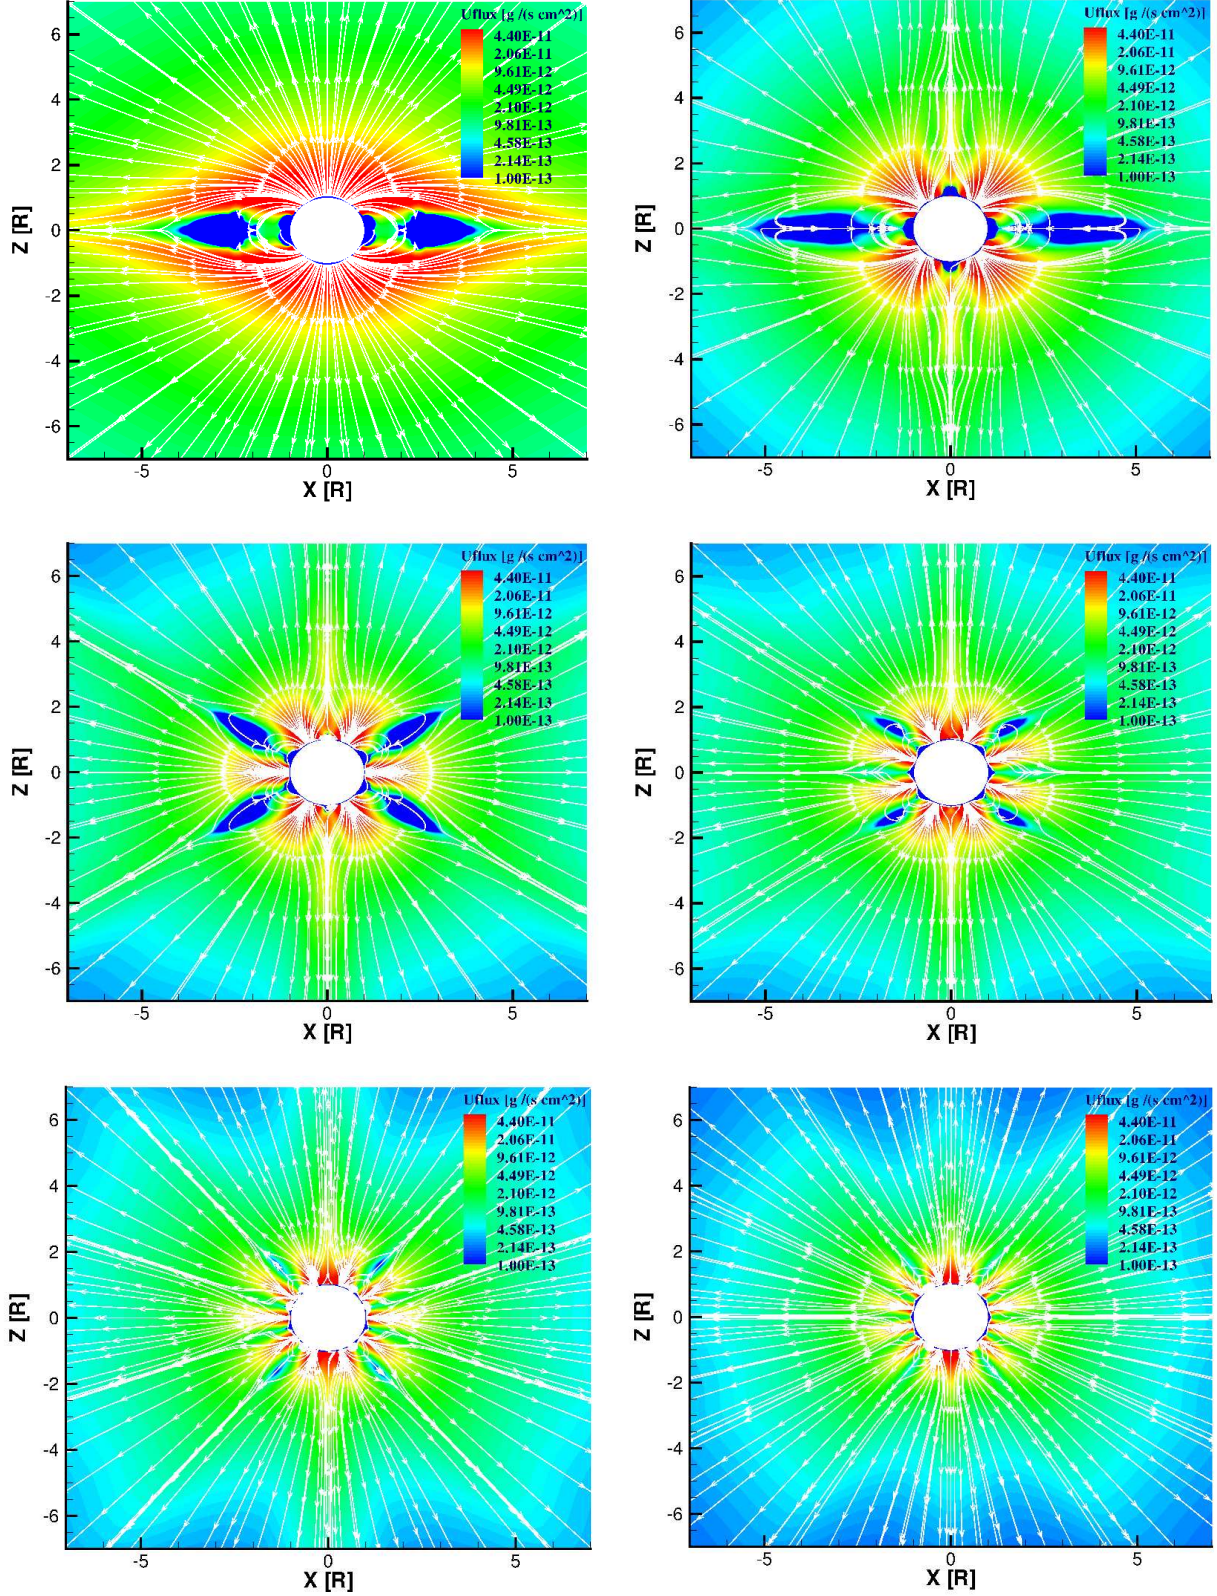 Uflux [g /(s cm^2)]
4.40E-11
2.06E-11
9.61E-12
4.49E-12
2.10E-12
9.81E-13
4.58E-13
2.14E-13
1.00E-13
6
4
2
0
-2
-4
-6
Z [R]
-5
0
5
X [R]
Uflux [g /(s cm^2)]
4.40E-11
2.06E-11
9.61E-12
4.49E-12
2.10E-12
9.81E-13
4.58E-13
2.14E-13
1.00E-13
6
4
2
0
-2
-4
-6
Z [R]
-5
0
5
X [R]
Uflux [g /(s cm^2)]
4.40E-11
2.06E-11
9.61E-12
4.49E-12
2.10E-12
9.81E-13
4.58E-13
2.14E-13
1.00E-13
6
4
2
0
-2
-4
-6
Z [R]
-5
0
5
X [R]
Uflux [g /(s cm^2)]
4.40E-11
2.06E-11
9.61E-12
4.49E-12
2.10E-12
9.81E-13
4.58E-13
2.14E-13
1.00E-13
6
4
2
0
-2
-4
-6
Z [R]
-5
0
5
X [R]
Uflux [g /(s cm^2)]
4.40E-11
2.06E-11
9.61E-12
4.49E-12
2.10E-12
9.81E-13
4.58E-13
2.14E-13
1.00E-13
6
4
2
0
-2
-4
-6
Z [R]
-5
0
5
X [R]
Uflux [g /(s cm^2)]
4.40E-11
2.06E-11
9.61E-12
4.49E-12
2.10E-12
9.81E-13
4.58E-13
2.14E-13
1.00E-13
6
4
2
0
-2
-4
-6
Z [R]
-5
0
5
X [R]